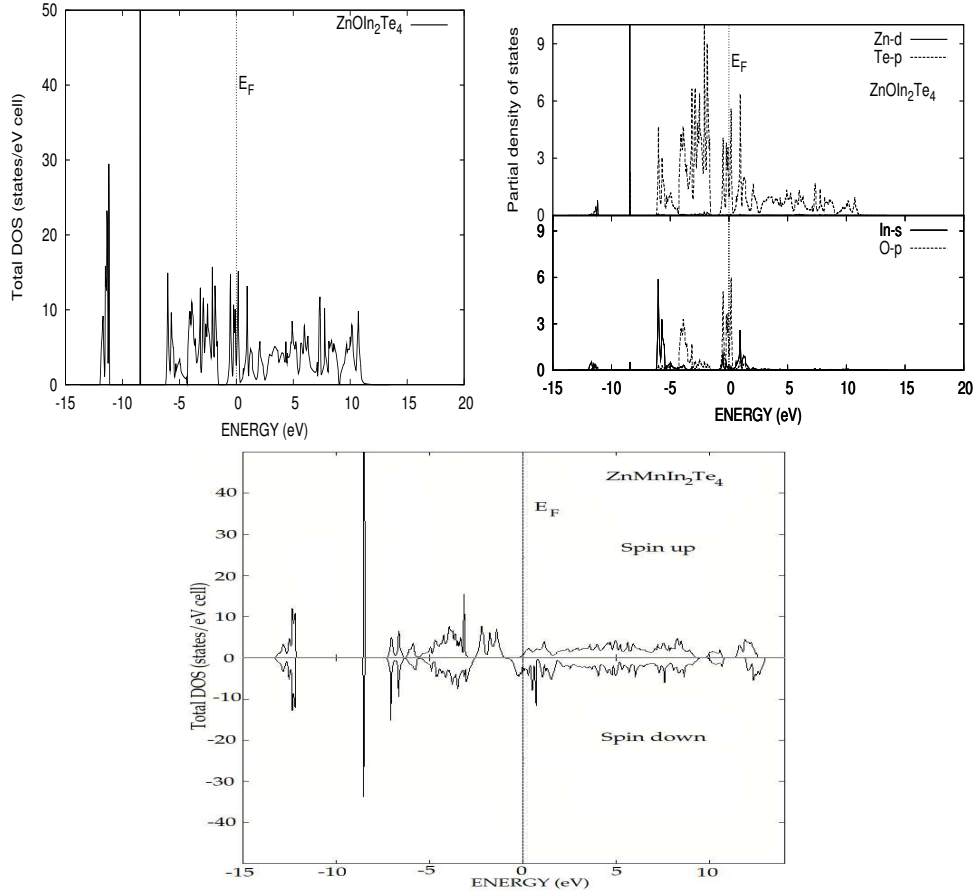 50
40
30
20
10
0
-15
-10
-5
0
5
10
15
20
Total DOS (states/eV cell)
ENERGY (eV)
ZnOIn2Te4
EF
9
6
3
0
Partial density of states
Zn-d
Te-p
ZnOIn2Te4
EF
9
6
3
0
In-s
O-p
-15
-10
-5
0
5
10
15
20
ENERGY (eV)
ZnMnIn2Te4
EF
Spin up
Spin down
40
30
20
10
0
-10
-20
-30
-40
Total DOS (states/eV cell)
-15
-10
-5
0
5
10
ENERGY (eV)